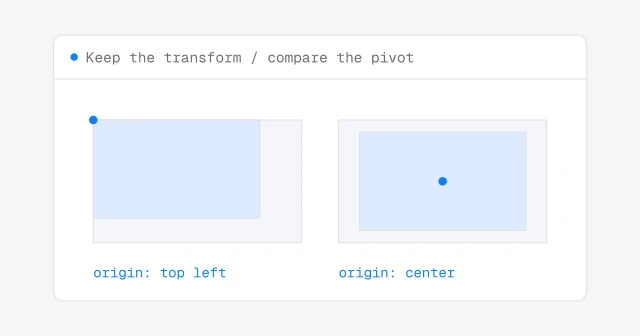 Keep the transform / compare the pivot
origin: top left
origin: center